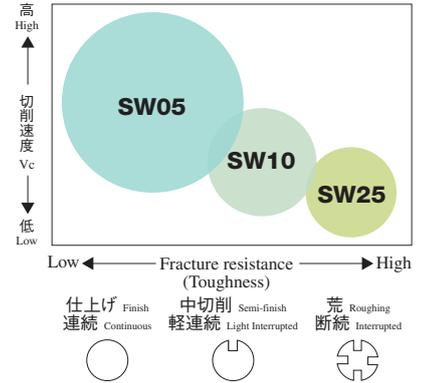 高
High
SW05
切削速度
Vc
SW10
SW25
低
Low
Low Fracture resistance High
(Toughness)
仕上げ Finish
連続 Continuous
中切削 Semi-finish
軽連続 Light Interrupted
荒 Roughing
断続 Interrupted